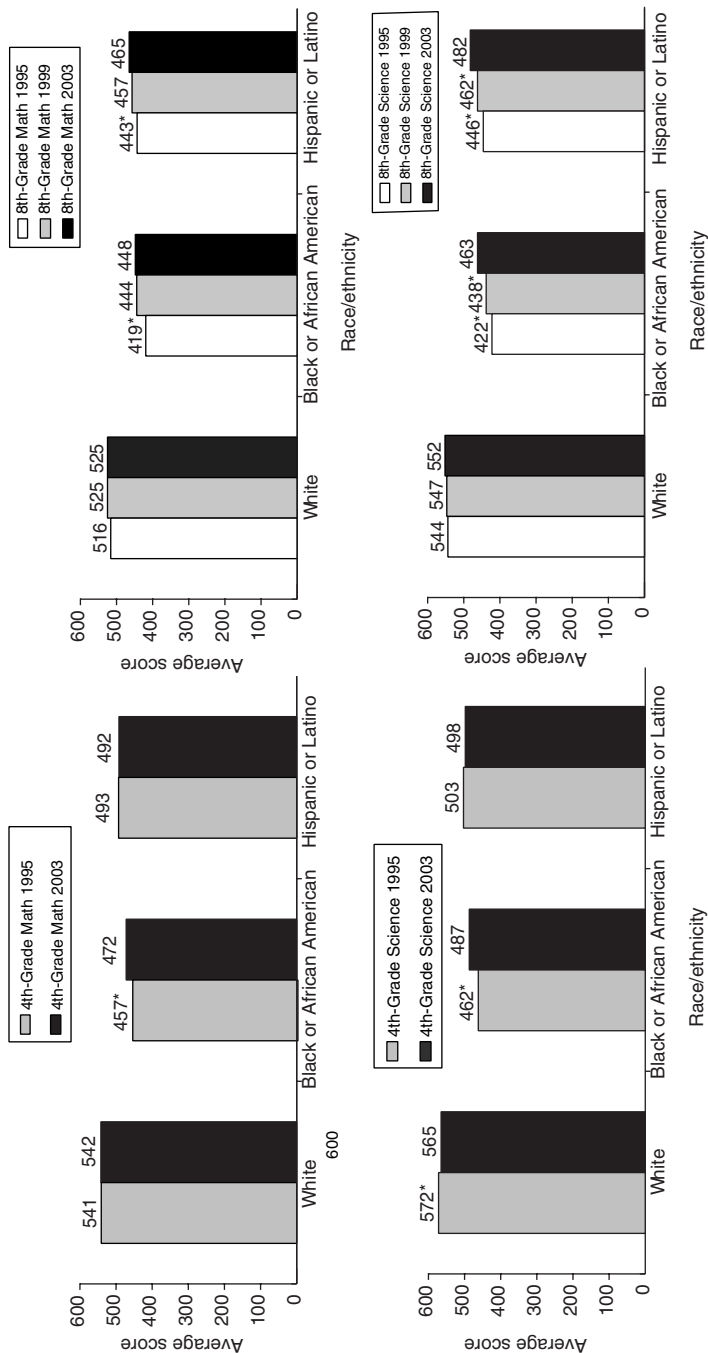 4th-Grade Math 1995
4th-Grade Math 2003
Average score
600
500
400
300
200
100
0
541
542
457*
472
493
492
White
Black or African American
Hispanic or Latino
8th-Grade Math 1995
8th-Grade Math 1999
8th-Grade Math 2003
Average score
600
500
400
300
200
100
0
516
525
525
419*
444
448
443*
457
465
White
Black or African American
Hispanic or Latino
Race/ethnicity
600
4th-Grade Science 1995
4th-Grade Science 2003
Average score
600
500
400
300
200
100
0
572*
565
462*
487
503
498
White
Black or African American
Hispanic or Latino
Race/ethnicity
8th-Grade Science 1995
8th-Grade Science 1999
8th-Grade Science 2003
Average score
600
500
400
300
200
100
0
544
547
552
422*
438*
463
446*
462*
482
White
Black or African American
Hispanic or Latino
Race/ethnicity